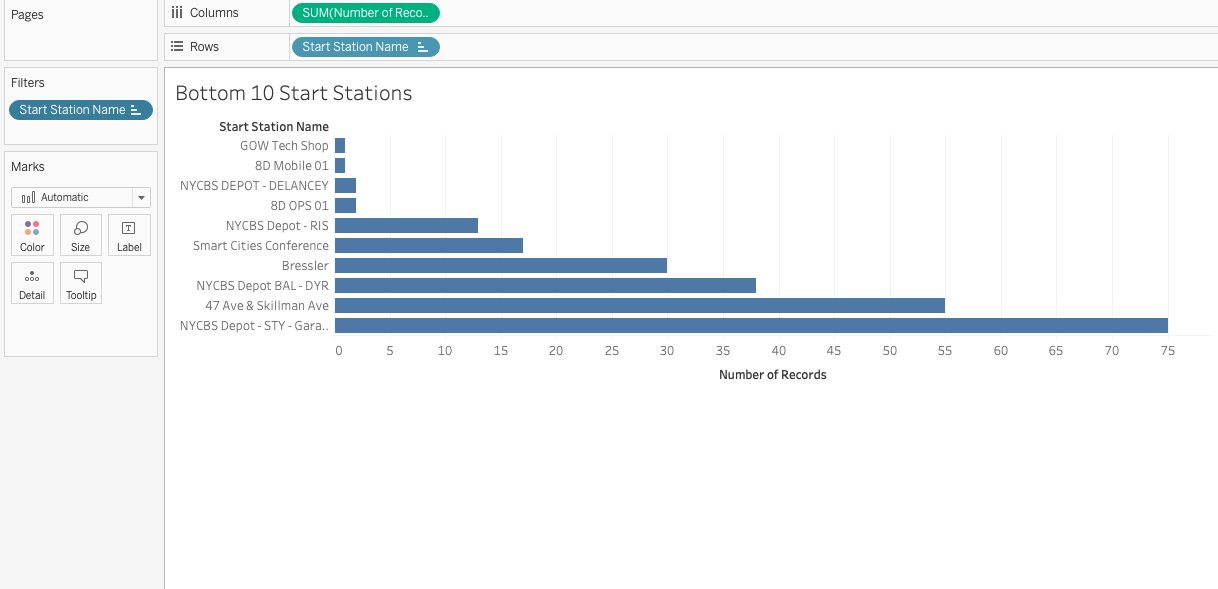 Pages
Columns
SUM(Number of Reco..
Rows
Start Station Name
Filters
Start Station Name
Marks
Automatic
Color
Size
Label
Detail
Tooltip
Bottom 10 Start Stations
Start Station Name
GOW Tech Shop
8D Mobile 01
NYCBS DEPOT - DELANCEY
8D OPS 01
NYCBS Depot - RIS
Smart Cities Conference
Bressler
NYCBS Depot BAL - DYR
47 Ave & Skillman Ave
NYCBS Depot - STY - Gara..
0 5 10 15 20 25 30 35 40 45 50 55 60 65 70 75
Number of Records